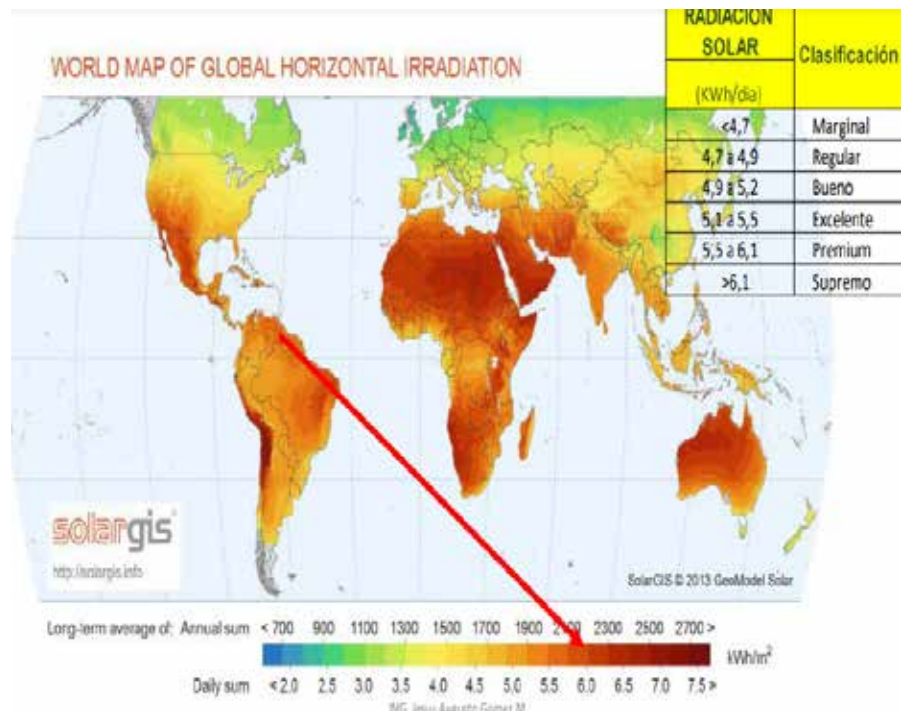 WORLD MAP OF GLOBAL HORIZONTAL IRRADIATION
RADIACION
SOLAR
Clasificación
(KWh/dia)
<4,7 Marginal
4,7 a 4,9 Regular
4,9 a 5,2 Bueno
5,1 a 5,5 Excelente
5,5 a 6,1 Premium
>6,1 Supremo
solargis
http://solargis.info
SolarGIS © 2013 GeoModel Solar
Long-term average of: Annual sum < 700 900 1100 1300 1500 1700 1900 2300 2500 2700 >
kWh/m²
Daily sum < 2.0 2.5 3.0 3.5 4.0 4.5 5.0 5.5 6.0 6.5 7.0 7.5 >